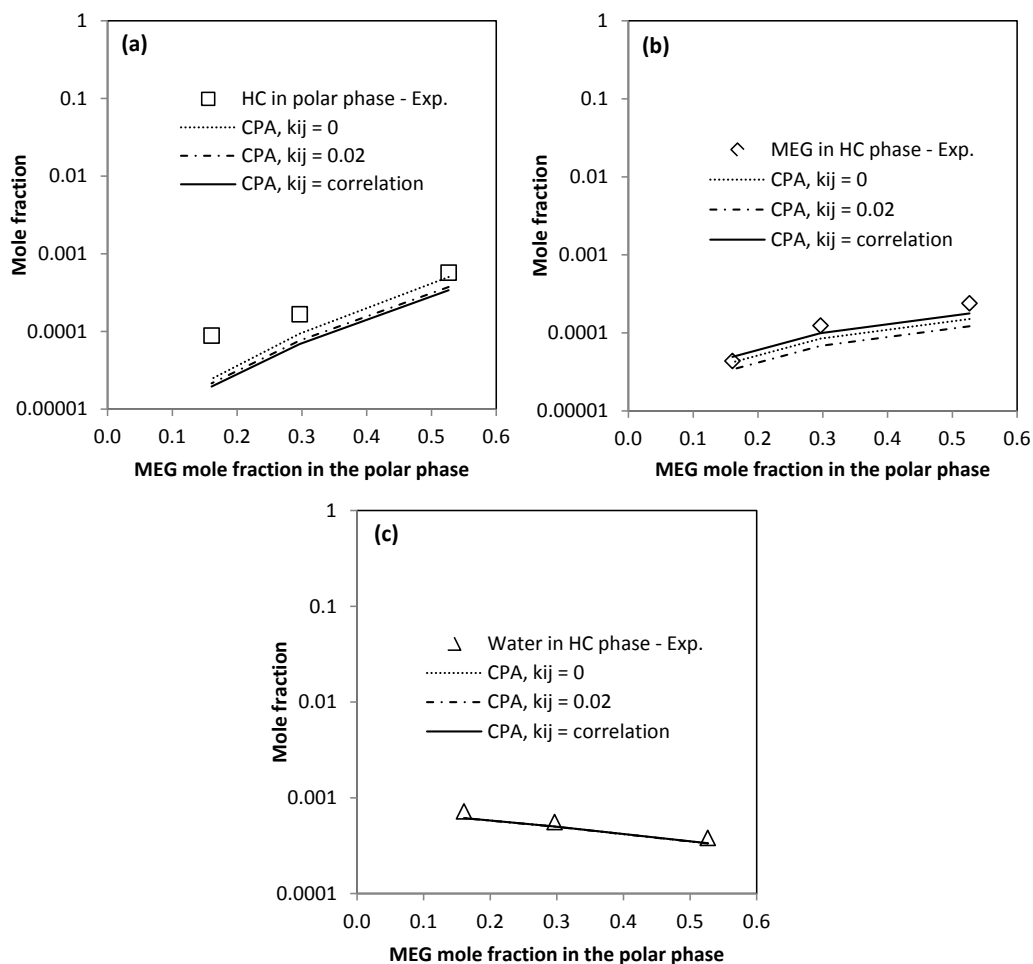 (a)
1
0.1
0.01
0.001
0.0001
0.00001
Mole fraction
HC in polar phase - Exp.
CPA, kij = 0
CPA, kij = 0.02
CPA, kij = correlation
0.0 0.1 0.2 0.3 0.4 0.5 0.6
MEG mole fraction in the polar phase
(b)
1
0.1
0.01
0.001
0.0001
0.00001
Mole fraction
MEG in HC phase - Exp.
CPA, kij = 0
CPA, kij = 0.02
CPA, kij = correlation
0.0 0.1 0.2 0.3 0.4 0.5 0.6
MEG mole fraction in the polar phase
(c)
1
0.1
0.01
0.001
0.0001
Mole fraction
Water in HC phase - Exp.
CPA, kij = 0
CPA, kij = 0.02
CPA, kij = correlation
0.0 0.1 0.2 0.3 0.4 0.5 0.6
MEG mole fraction in the polar phase